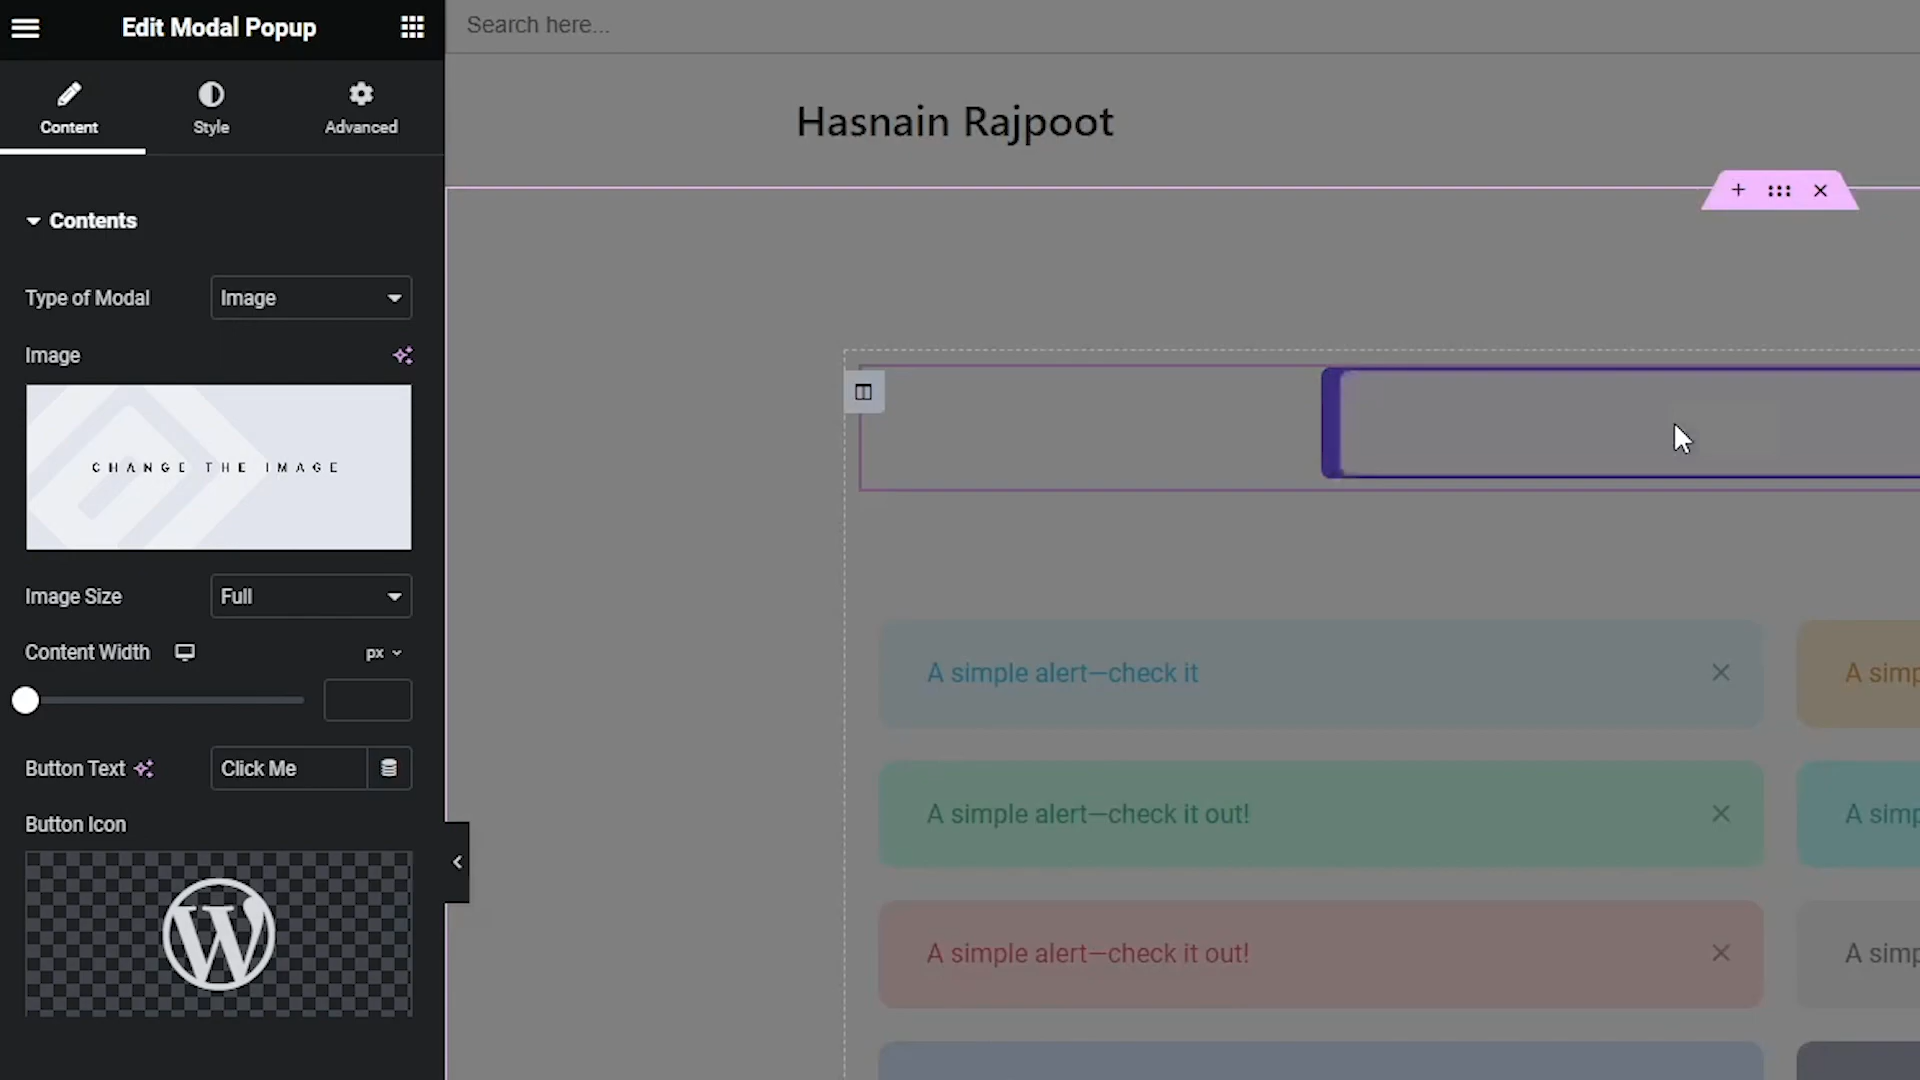 Edit Modal Popup
Search here...
Content
Style
Advanced
Hasnain Rajpoot
Contents
Type of Modal
Image
Image
CHANGE THE IMAGE
Image Size
Full
Content Width
px
Button Text
Click Me
Button Icon
A simple alert—check it
A simp
A simple alert—check it out!
A simp
A simple alert—check it out!
A simp